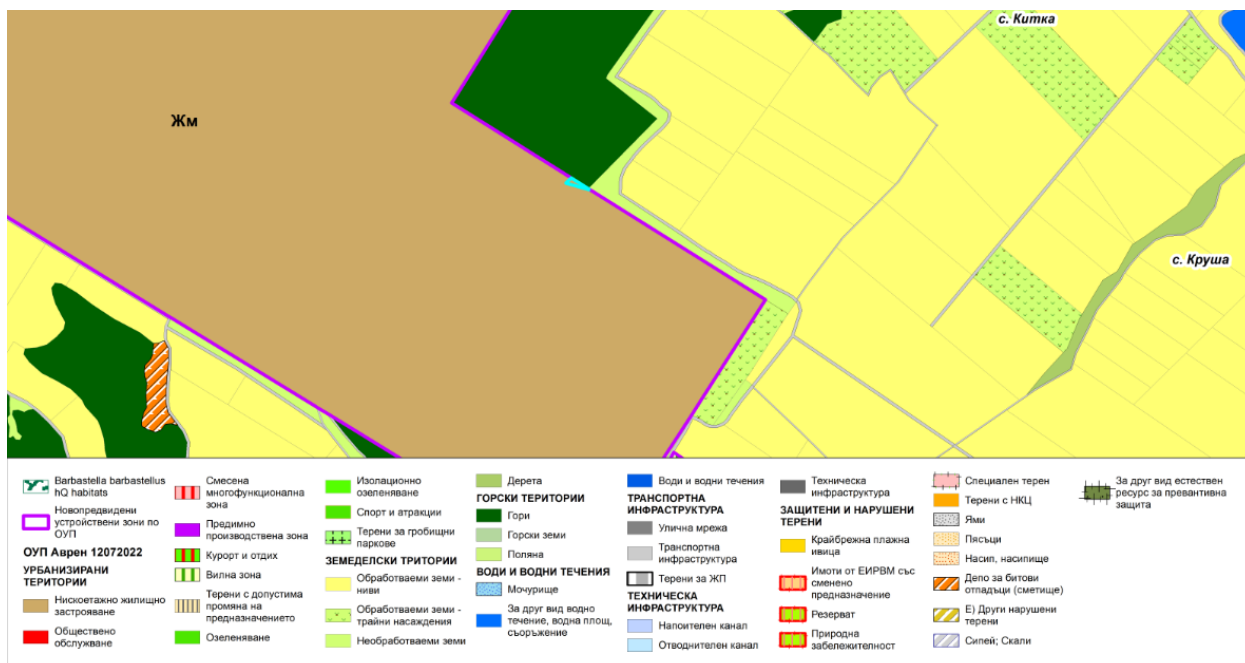 с. Китка
Жм
с. Круша
Barbastella barbastellus
hQ habitats
Новопредвидени
устройствени зони по
ОУП
ОУП Аврен 12072022
УРБАНИЗИРАНИ
ТЕРИТОРИИ
Нискоетажно жилищно
застрояване
Обществено
обслужване
Смесена
многофункционална
зона
Предимно
производствена зона
Курорт и отдих
Вилна зона
Терени с допустима
промяна на
предназначението
Озеленяване
Изолационно
озеленяване
Спорт и атракции
Терени за гробищни
паркове
ЗЕМЕДЕЛСКИ ТРИТОРИИ
Обработваеми земи -
ниви
Обработваеми земи -
трайни насаждения
Необработваеми земи
Дерета
ГОРСКИ ТЕРИТОРИИ
Гори
Горски земи
Поляна
ВОДИ И ВОДНИ ТЕЧЕНИЯ
Мочурище
За друг вид водно
течение, водна площ,
съоръжение
Води и водни течения
ТРАНСПОРТНА
ИНФРАСТРУКТУРА
Улична мрежа
Транспортна
инфраструктура
Терени за ЖП
ТЕХНИЧЕСКА
ИНФРАСТРУКТУРА
Напоителен канал
Отводнителен канал
Техническа
инфраструктура
ЗАЩИТЕНИ И НАРУШЕНИ
ТЕРЕНИ
Крайбрежна плажна
ивица
Имоти от ЕИРВМ със
сменено
предназначение
Резерват
Природна
забележителност
Специален терен
Терени с НКЦ
Ями
Пясъци
Насип, насипище
Депо за битови
отпадъци (сметище)
Е) Други нарушени
терени
Сипей; Скали
За друг вид естествен
ресурс за превантивна
защита